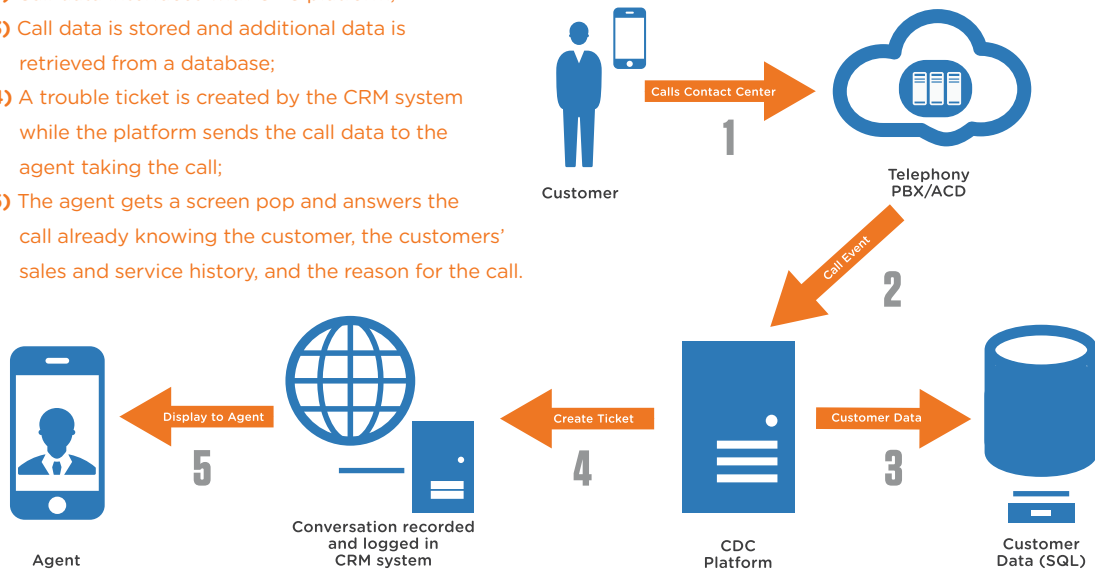 ) Call data is stored and additional data is
retrieved from a database;
) A trouble ticket is created by the CRM system
while the platform sends the call data to the
agent taking the call;
) The agent gets a screen pop and answers the
call already knowing the customer, the customers’
sales and service history, and the reason for the call.
Calls Contact Center
1
Customer
Telephony
PBX/ACD
Call Event
2
Display to Agent
5
Create Ticket
4
Customer Data
3
Agent
Conversation recorded
and logged in
CRM system
CDC
Platform
Customer
Data (SQL)